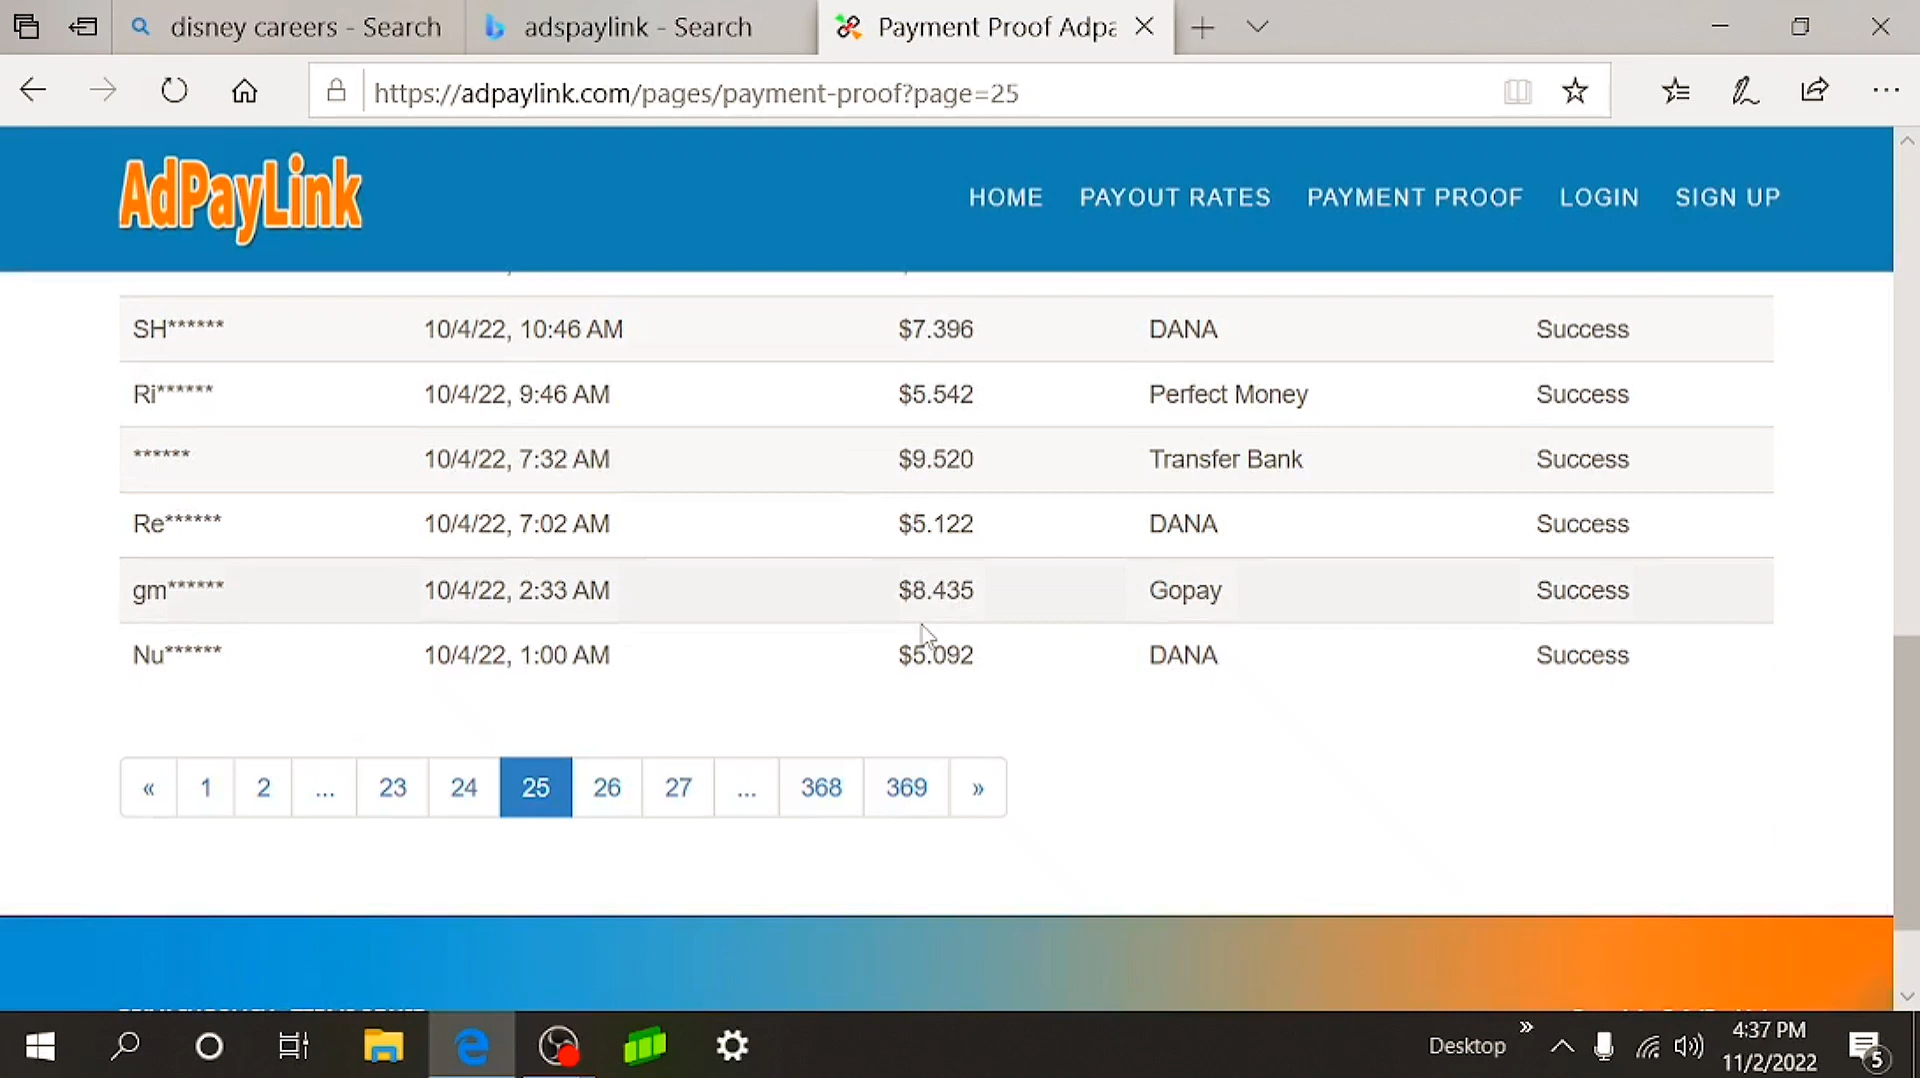 disney careers - Search
adspaylink - Search
Payment Proof Adpa
https://adpaylink.com/pages/payment-proof?page=25
AdPayLink
HOME PAYOUT RATES PAYMENT PROOF LOGIN SIGN UP
SH****** 10/4/22, 10:46 AM $7.396 DANA Success
Ri****** 10/4/22, 9:46 AM $5.542 Perfect Money Success
****** 10/4/22, 7:32 AM $9.520 Transfer Bank Success
Re****** 10/4/22, 7:02 AM $5.122 DANA Success
gm****** 10/4/22, 2:33 AM $8.435 Gopay Success
Nu****** 10/4/22, 1:00 AM $5.092 DANA Success
« 1 2 ... 23 24 25 26 27 ... 368 369 »
Desktop
4:37 PM
11/2/2022
5